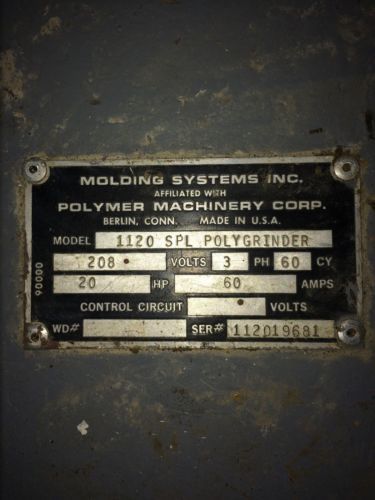 MOLDING SYSTEMS INC.
AFFILIATED WITH
POLYMER MACHINERY CORP.
BERLIN, CONN. MADE IN U.S.A.
MODEL 1120 SPL POLYGRINDER
208 VOLTS 3 PH 60 CY
20 HP 60 AMPS
CONTROL CIRCUIT VOLTS
WD# SER# 112019681
90000